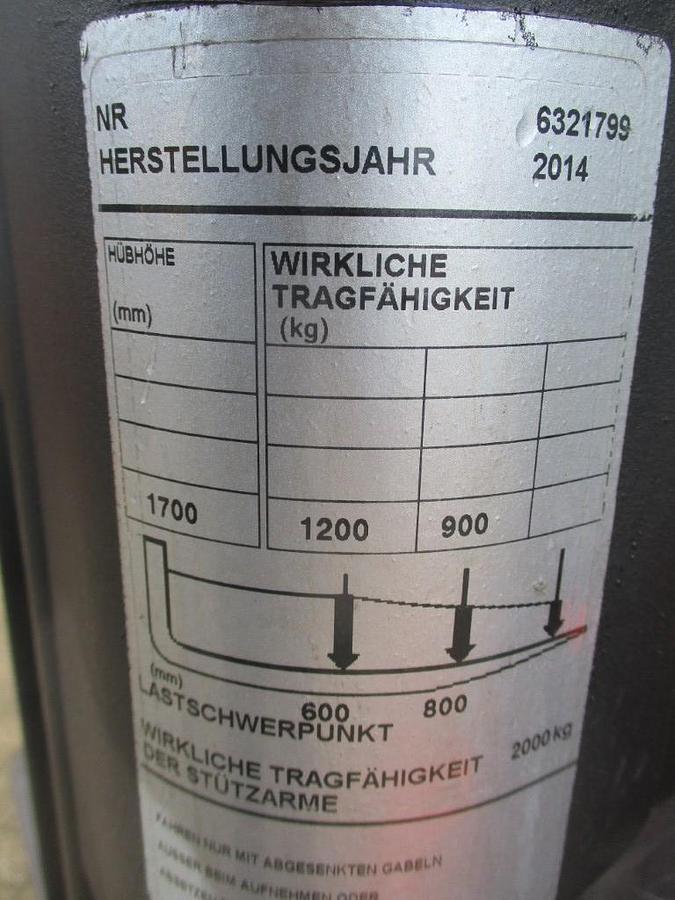 NR 6321799
HERSTELLUNGSJAHR 2014
HÜBHÖHE
(mm)
WIRKLICHE
TRAGFÄHIGKEIT
(kg)
1700 1200 900
(mm)
600 800
LASTSCHWERPUNKT
WIRKLICHE TRAGFÄHIGKEIT 2000 kg
DER STÜTZARME
FAHREN NUR MIT ABGESENKTEN GABELN
AUSSER BEIM AUFNEHMEN ODER